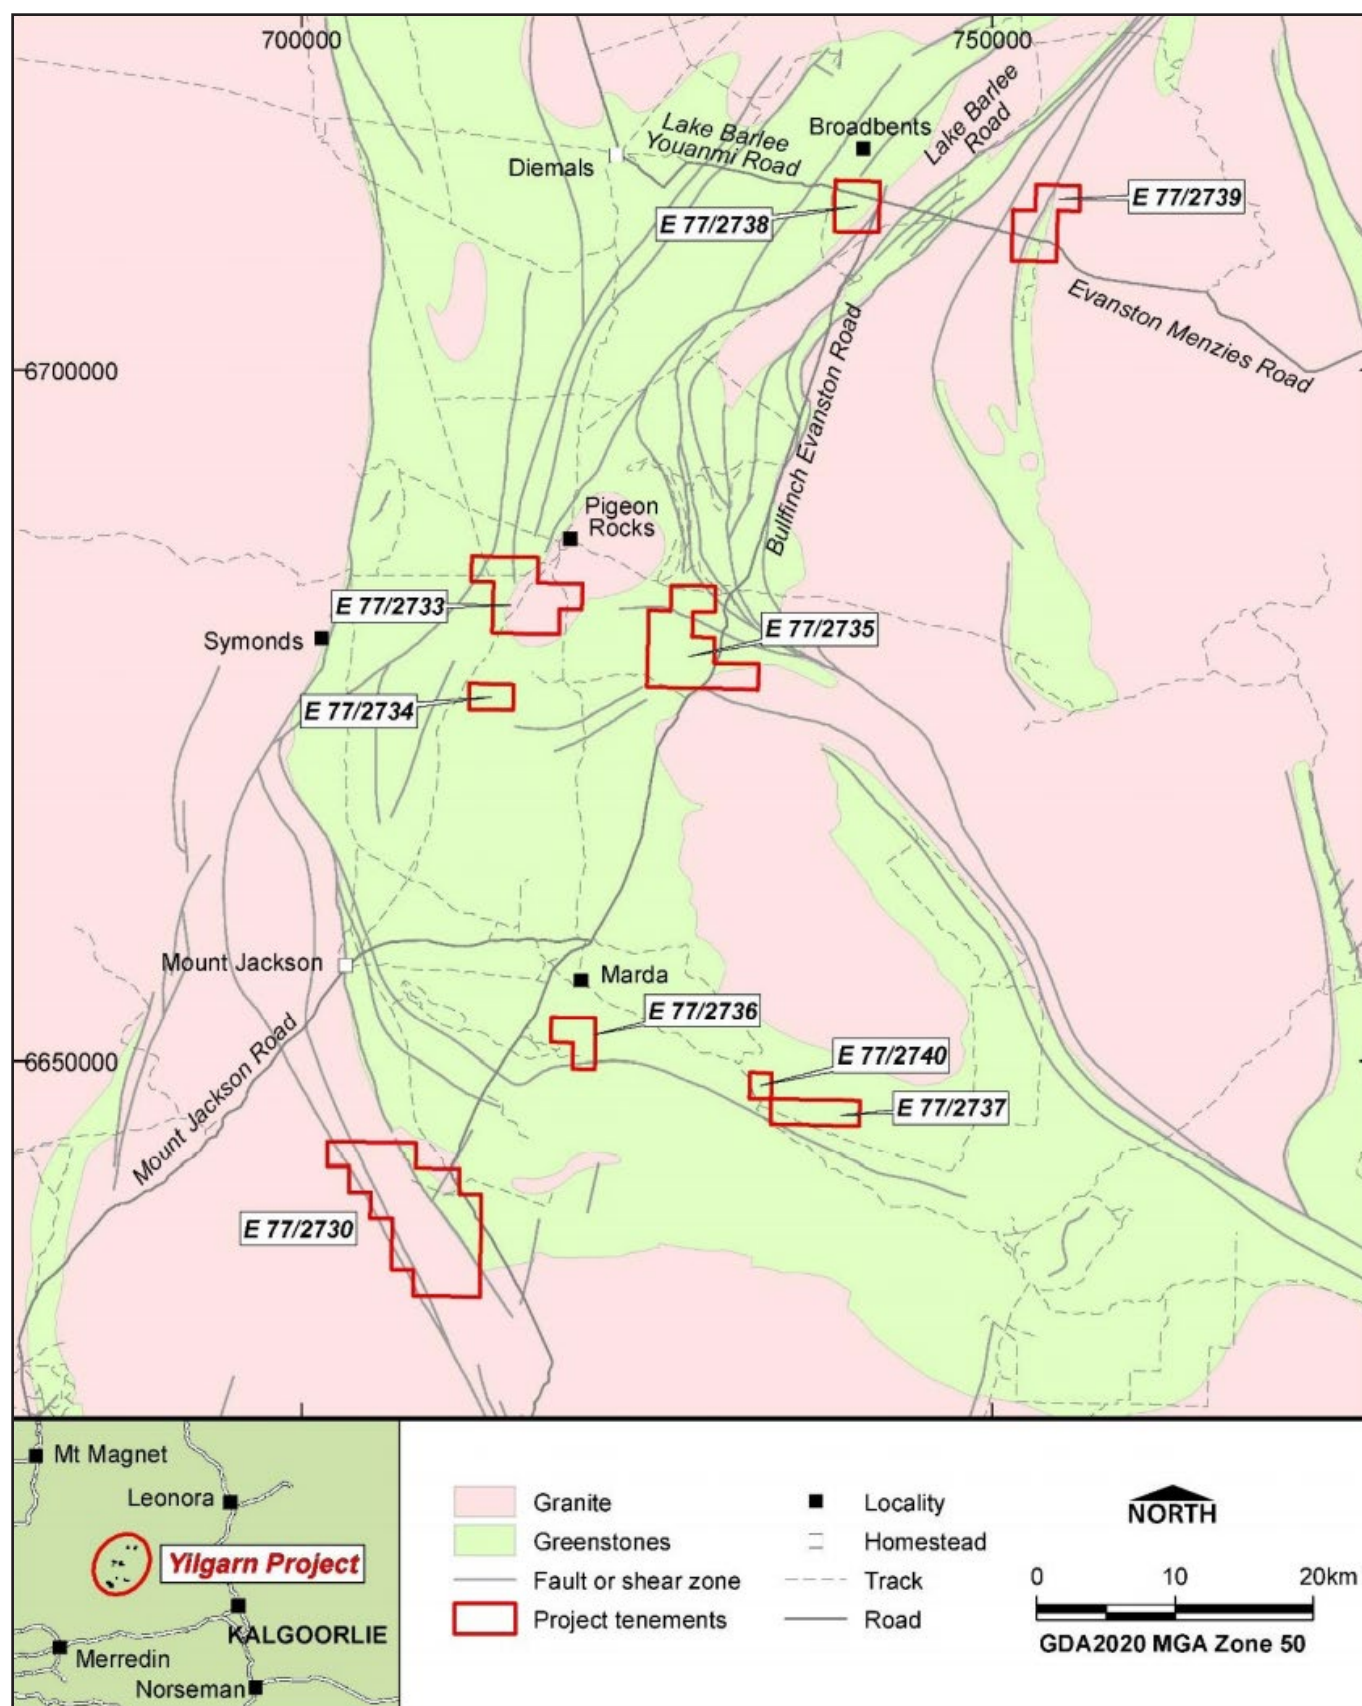 700000
750000
Lake Barlee
Road
Lake Barlee
Youanmi Road
Broadbents
Diemals
E 77/2738
E 77/2739
Evanston Menzies Road
6700000
Bullfinch Evanston Road
Pigeon
Rocks
E 77/2733
Symonds
E 77/2735
E 77/2734
Mount Jackson
Marda
E 77/2736
Mount Jackson Road
6650000
E 77/2740
E 77/2737
E 77/2730
Mt Magnet
Leonora
Yilgarn Project
KALGOORLIE
Merredin
Norseman
Granite
Greenstones
Fault or shear zone
Project tenements
Locality
Homestead
Track
Road
NORTH
0 10 20km
GDA2020 MGA Zone 50